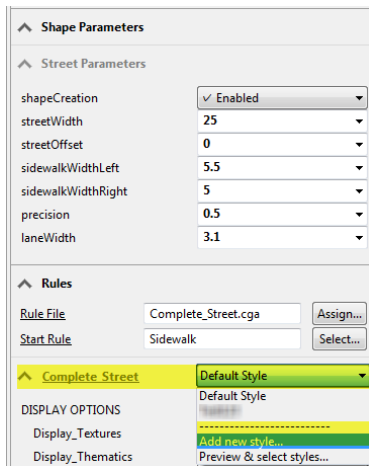 Shape Parameters
Street Parameters
shapeCreation ✓ Enabled
streetWidth 25
streetOffset 0
sidewalkWidthLeft 5.5
sidewalkWidthRight 5
precision 0.5
laneWidth 3.1
Rules
Rule File Complete_Street.cga Assign...
Start Rule Sidewalk Select...
Complete Street Default Style
Default Style
DISPLAY OPTIONS
--------------------------
Display_Textures Add new style...
Display_Thematics Preview & select styles...